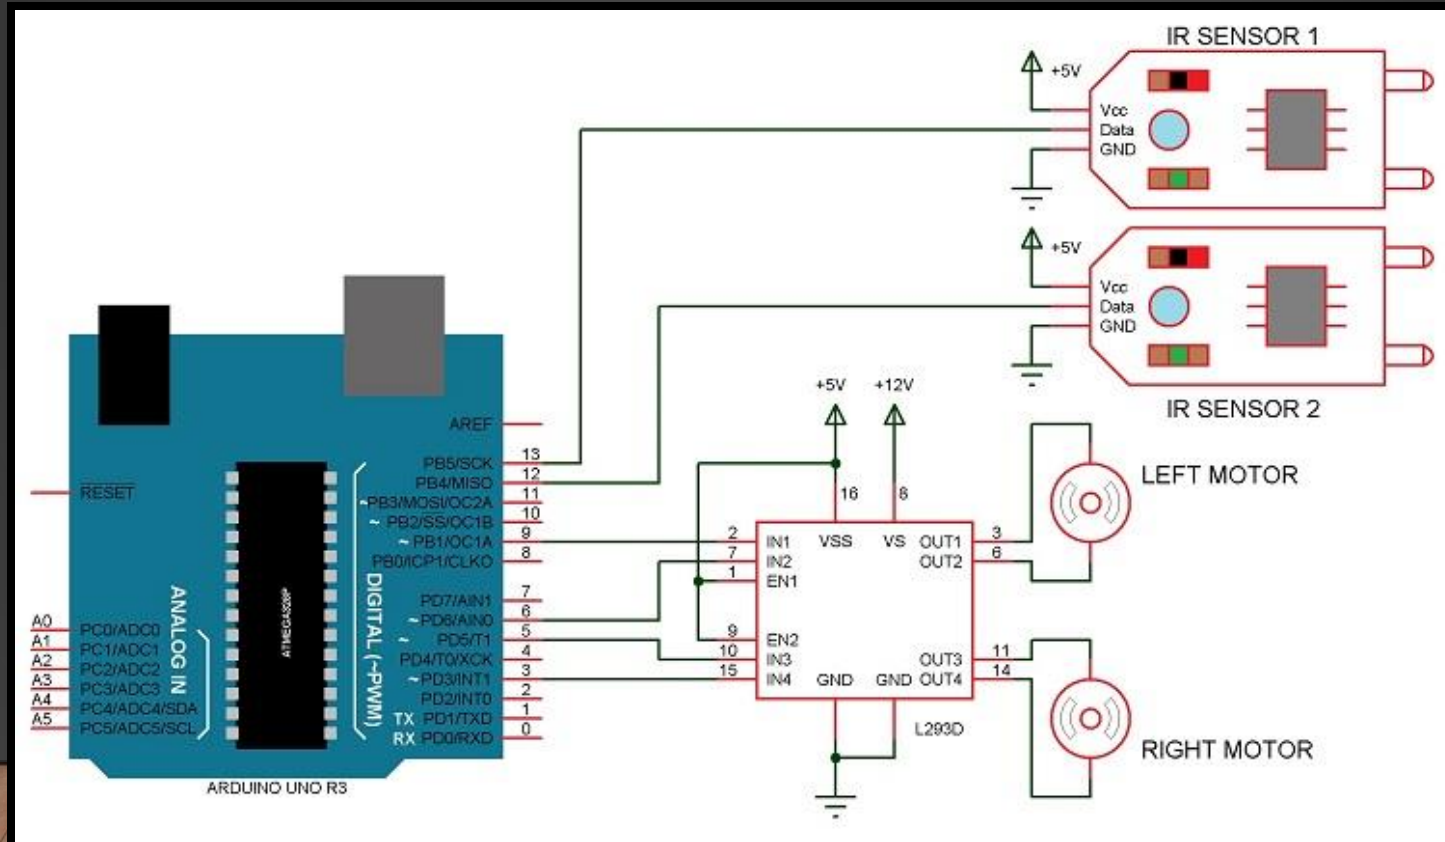 IR SENSOR 1
+5V
Vcc
Data
GND
+5V
Vcc
Data
GND
IR SENSOR 2
AREF
PB5/SCK 13
PB4/MISO 12
~PB3/MOSI/OC2A 11
~ PB2/SS/OC1B 10
~ PB1/OC1A 9
PB0/ICP1/CLKO 8
PD7/AIN1 7
~PD6/AIN0 6
~ PD5/T1 5
PD4/T0/XCK 4
~PD3/INT1 3
PD2/INT0 2
TX PD1/TXD 1
RX PD0/RXD 0
RESET
A0 PC0/ADC0
A1 PC1/ADC1
A2 PC2/ADC2
A3 PC3/ADC3
A4 PC4/ADC4/SDA
A5 PC5/ADC5/SCL
ANALOG IN
ATMEGA328P
DIGITAL (~PWM)
ARDUINO UNO R3
+5V +12V
16 8
VSS VS
2 IN1
7 IN2
1 EN1
9 EN2
10 IN3
15 IN4
OUT1 3
OUT2 6
OUT3 11
OUT4 14
GND GND
L293D
LEFT MOTOR
RIGHT MOTOR